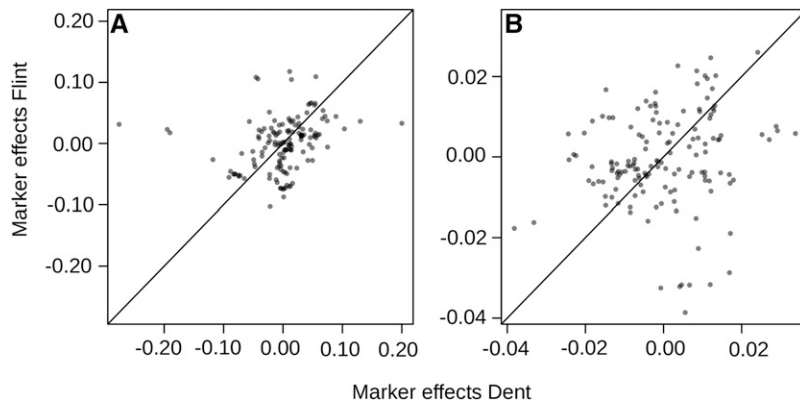 A
B
Marker effects Flint
0.20
0.10
0.00
-0.10
-0.20
-0.20 -0.10 0.00 0.10 0.20
0.02
0.00
-0.02
-0.04
-0.04 -0.02 0.00 0.02
Marker effects Dent